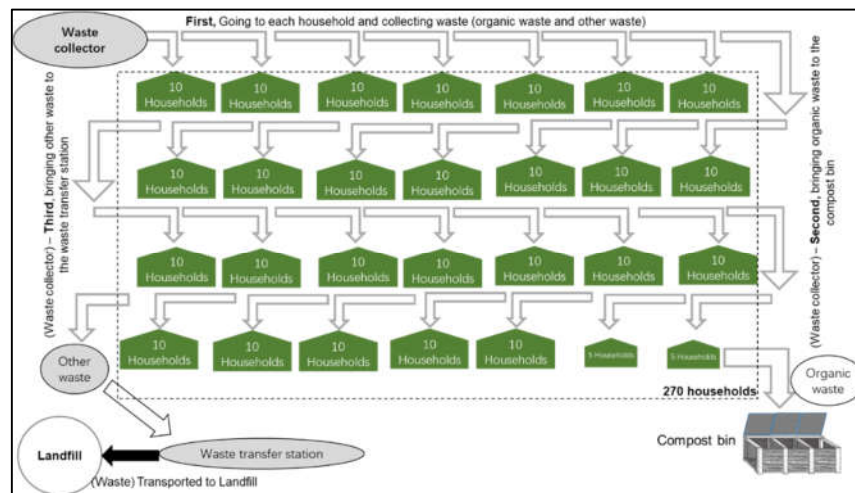 First, Going to each household and collecting waste (organic waste and other waste)
Waste
collector
10
Households
10
Households
10
Households
10
Households
10
Households
10
Households
10
Households
10
Households
10
Households
10
Households
10
Households
10
Households
10
Households
10
Households
10
Households
10
Households
10
Households
10
Households
10
Households
10
Households
10
Households
10
Households
10
Households
10
Households
10
Households
10
Households
5 Households
5 Households
270 households
(Waste collector) – Third, bringing other waste to
the waste transfer station
(Waste collector) – Second, bringing organic waste to the
compost bin
Other
waste
Organic
waste
Compost bin
Landfill
Waste transfer station
(Waste) Transported to Landfill